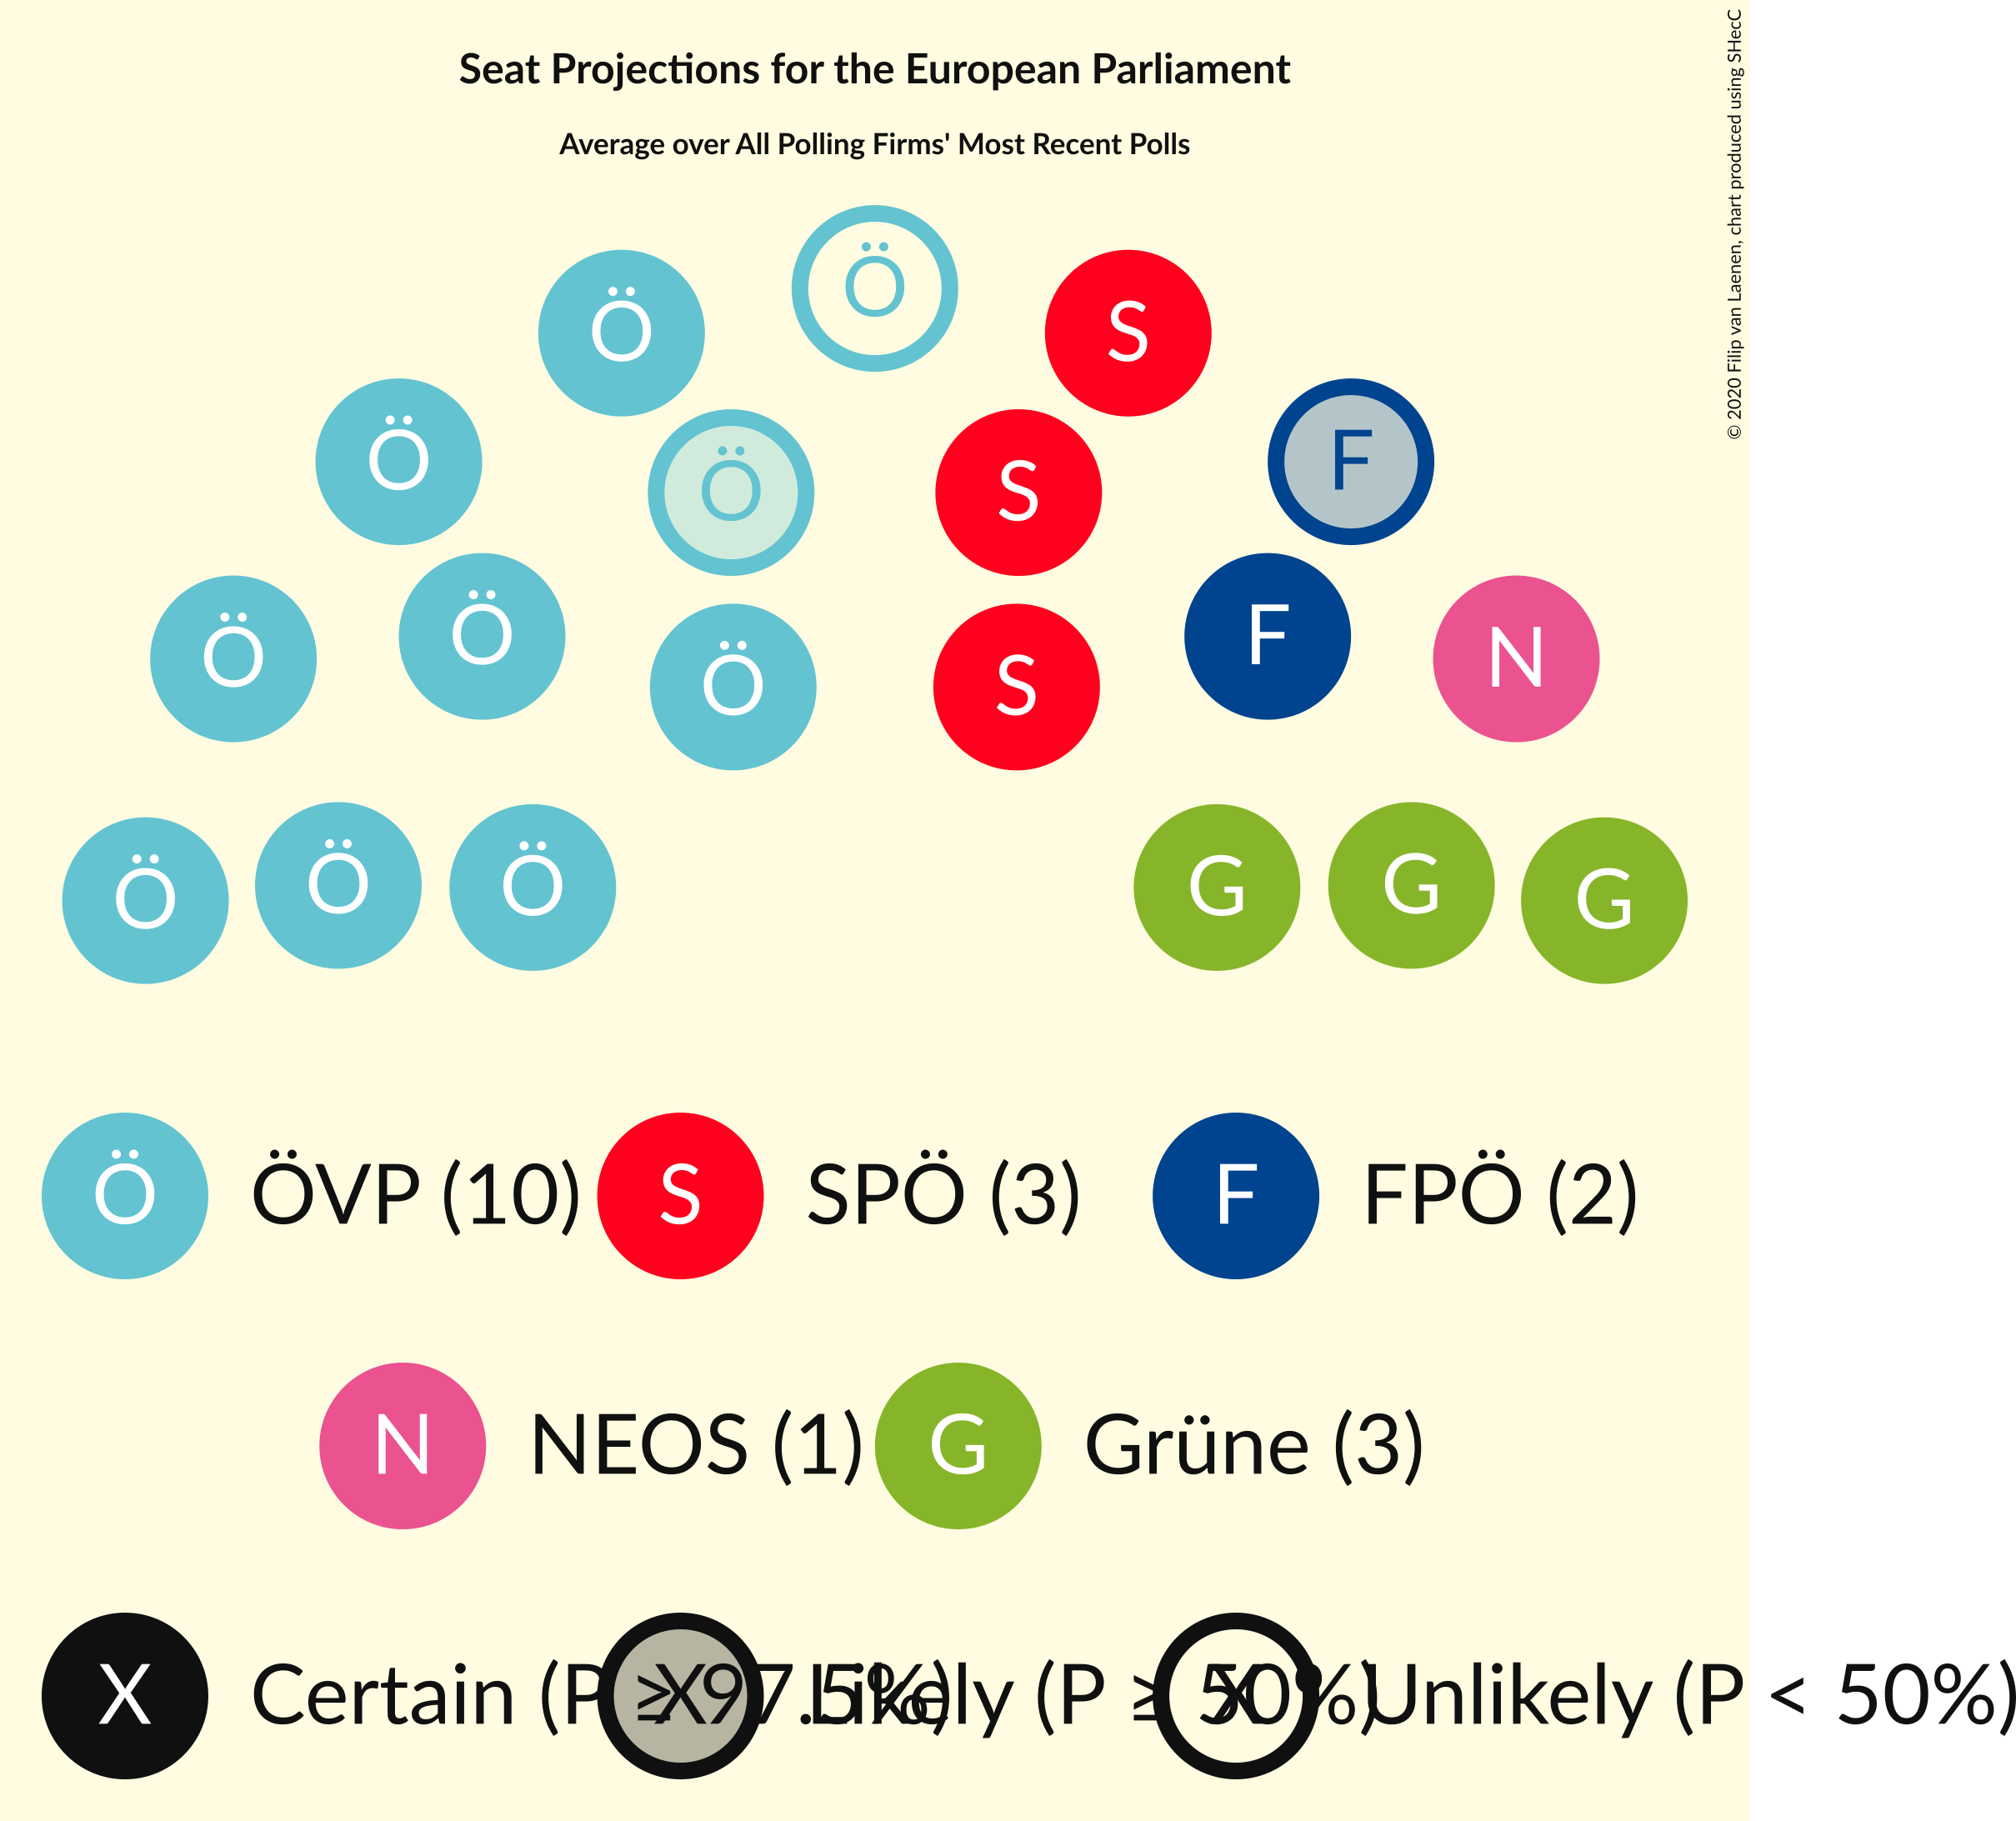 Seat Projections for the European Parliament
Average over All Polling Firms' Most Recent Polls
© 2020 Filip van Laenen, chart produced using SHecC
Ö
Ö S
Ö F
Ö S
Ö Ö F N
Ö S
Ö Ö Ö G G G
Ö ÖVP (10) S SPÖ (3) F FPÖ (2)
N NEOS (1) G Grüne (3)
X Certain (P ≥ 97.5%) X Likely (P ≥ 50%) X Unlikely (P < 50%)